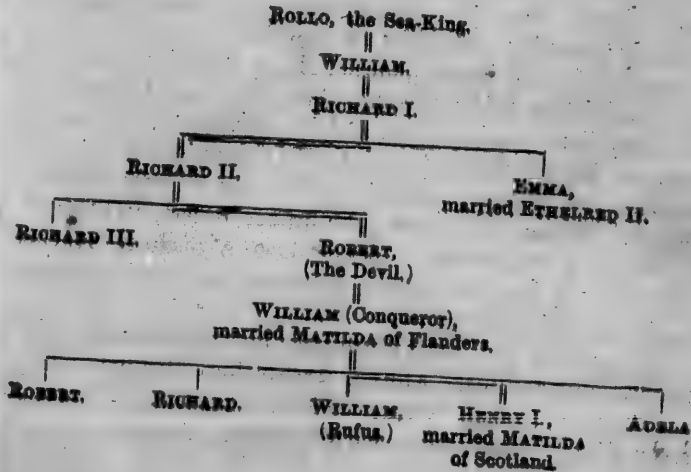 ROLLO, the Sea-King.
WILLIAM.
RICHARD I.
RICHARD II.
EMMA,
married ETHELRED II.
RICHARD III.
ROBERT,
(The Devil.)
WILLIAM (Conqueror),
married MATILDA of Flanders.
ROBERT.
RICHARD.
WILLIAM,
(Rufus.)
HENRY I.,
married MATILDA
of Scotland.
ADELA